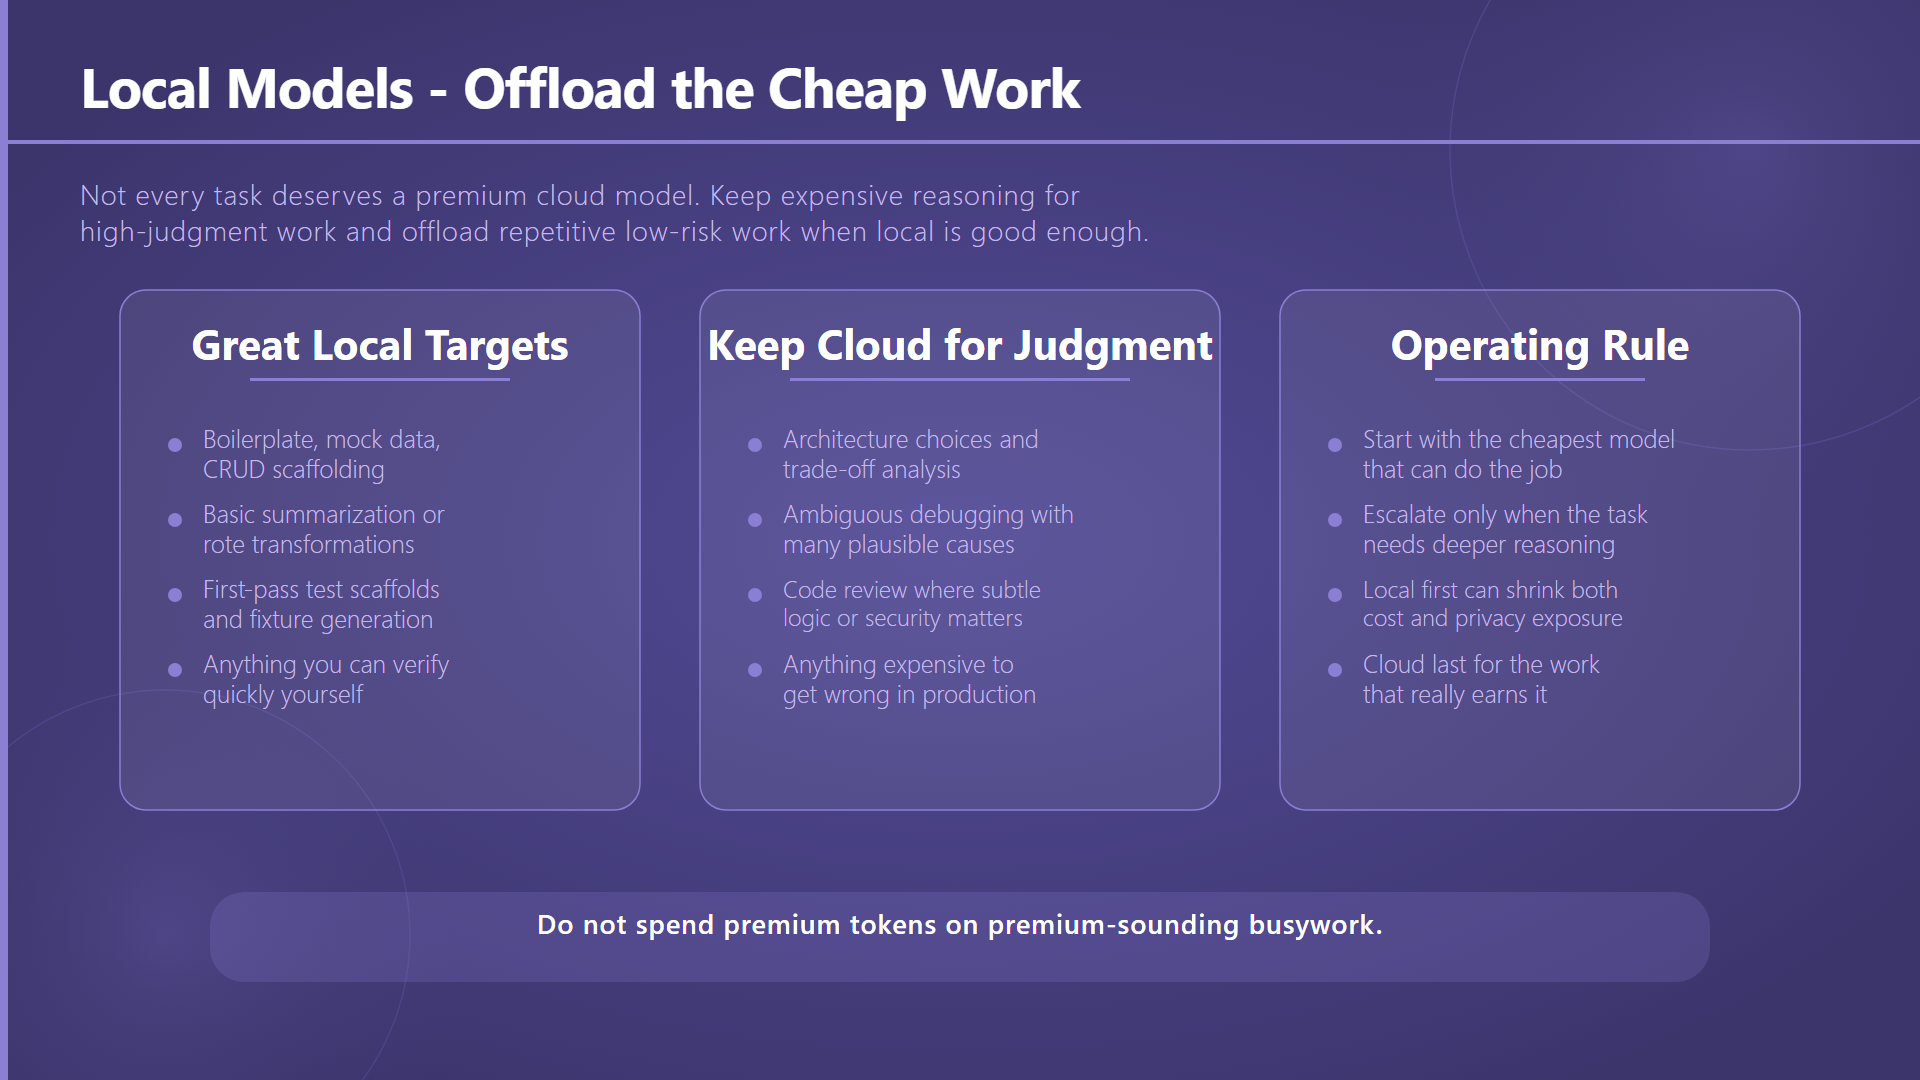 Local Models - Offload the Cheap Work
Not every task deserves a premium cloud model. Keep expensive reasoning for
high-judgment work and offload repetitive low-risk work when local is good enough.
Great Local Targets
Boilerplate, mock data,
CRUD scaffolding
Basic summarization or
rote transformations
First-pass test scaffolds
and fixture generation
Anything you can verify
quickly yourself
Keep Cloud for Judgment
Architecture choices and
trade-off analysis
Ambiguous debugging with
many plausible causes
Code review where subtle
logic or security matters
Anything expensive to
get wrong in production
Operating Rule
Start with the cheapest model
that can do the job
Escalate only when the task
needs deeper reasoning
Local first can shrink both
cost and privacy exposure
Cloud last for the work
that really earns it
Do not spend premium tokens on premium-sounding busywork.